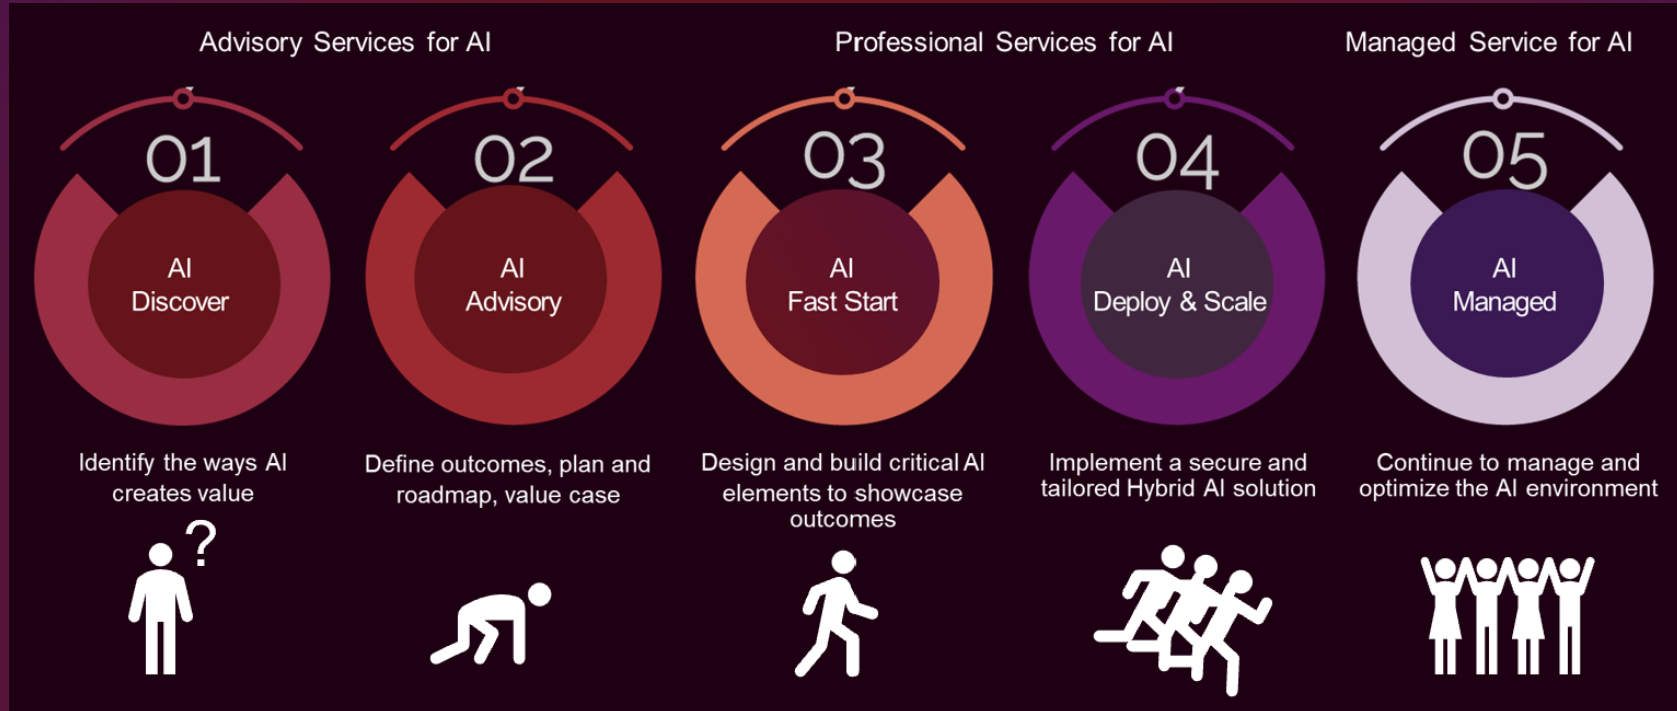 Advisory Services for AI
Professional Services for AI
Managed Service for AI
01
AI
Discover
Identify the ways AI
creates value
?
02
AI
Advisory
Define outcomes, plan and
roadmap, value case
03
AI
Fast Start
Design and build critical AI
elements to showcase
outcomes
04
AI
Deploy & Scale
Implement a secure and
tailored Hybrid AI solution
05
AI
Managed
Continue to manage and
optimize the AI environment